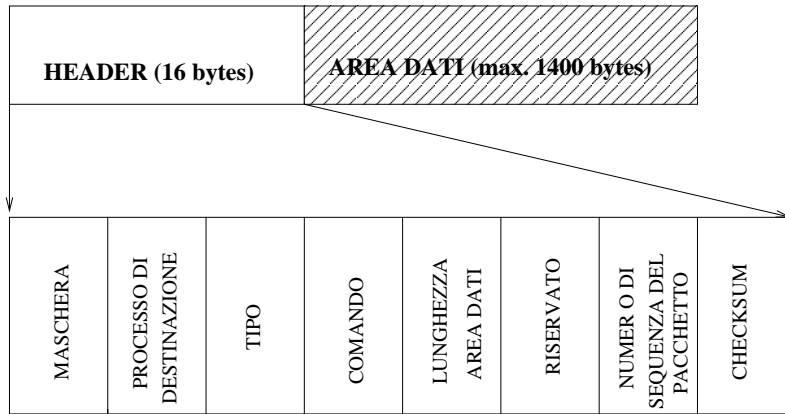 HEADER (16 bytes)
AREA DATI (max. 1400 bytes)
MASCHERA
PROCESSO DI
DESTINAZIONE
TIPO
COMANDO
LUNGHEZZA
AREA DATI
RISERVATO
NUMER O DI
SEQUENZA DEL
PACCHETTO
CHECKSUM